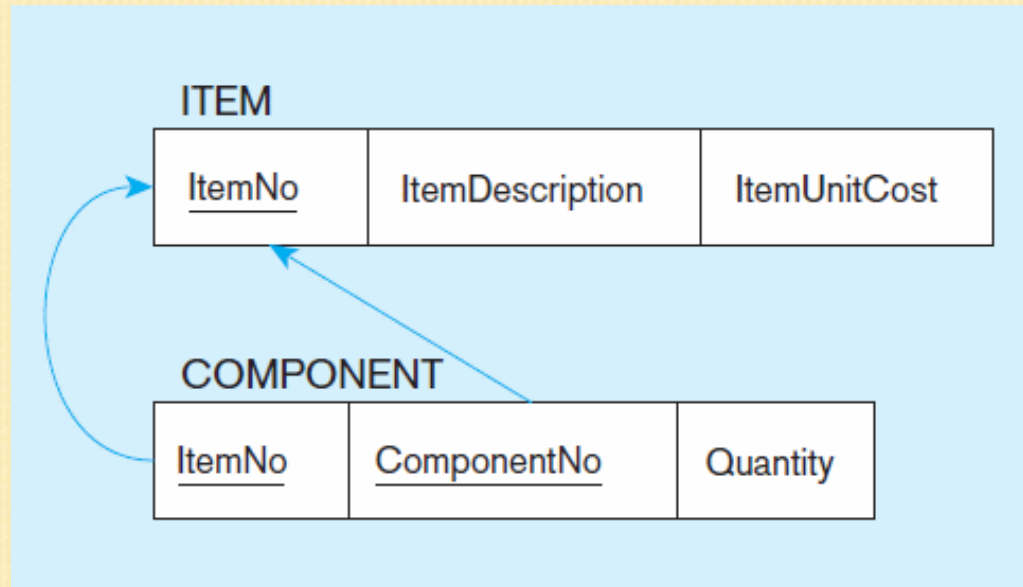 ITEM
ItemNo ItemDescription ItemUnitCost
COMPONENT
ItemNo ComponentNo Quantity